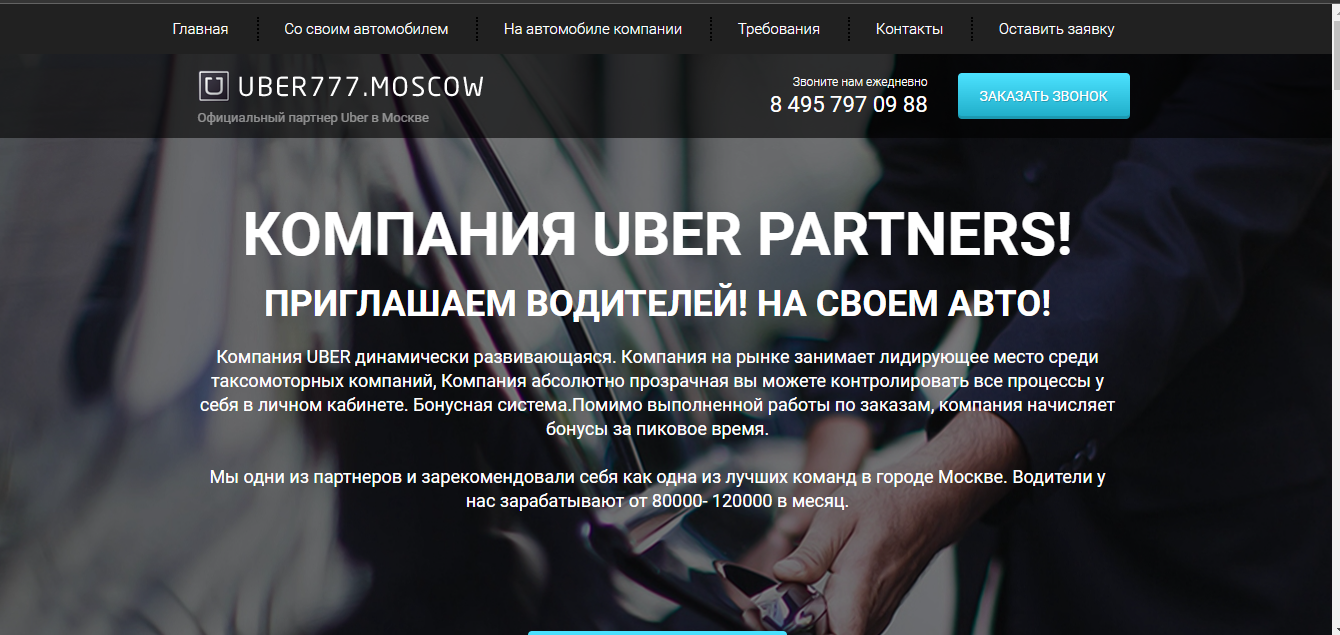 Главная
Со своим автомобилем
На автомобиле компании
Требования
Контакты
Оставить заявку
UBER777.MOSCOW
Официальный партнер Uber в Москве
Звоните нам ежедневно
8 495 797 09 88
ЗАКАЗАТЬ ЗВОНОК
КОМПАНИЯ UBER PARTNERS!
ПРИГЛАШАЕМ ВОДИТЕЛЕЙ! НА СВОЕМ АВТО!
Компания UBER динамически развивающаяся. Компания на рынке занимает лидирующее место среди
таксомоторных компаний, Компания абсолютно прозрачная вы можете контролировать все процессы у
себя в личном кабинете. Бонусная система.Помимо выполненной работы по заказам, компания начисляет
бонусы за пиковое время.
Мы одни из партнеров и зарекомендовали себя как одна из лучших команд в городе Москве. Водители у
нас зарабатывают от 80000- 120000 в месяц.